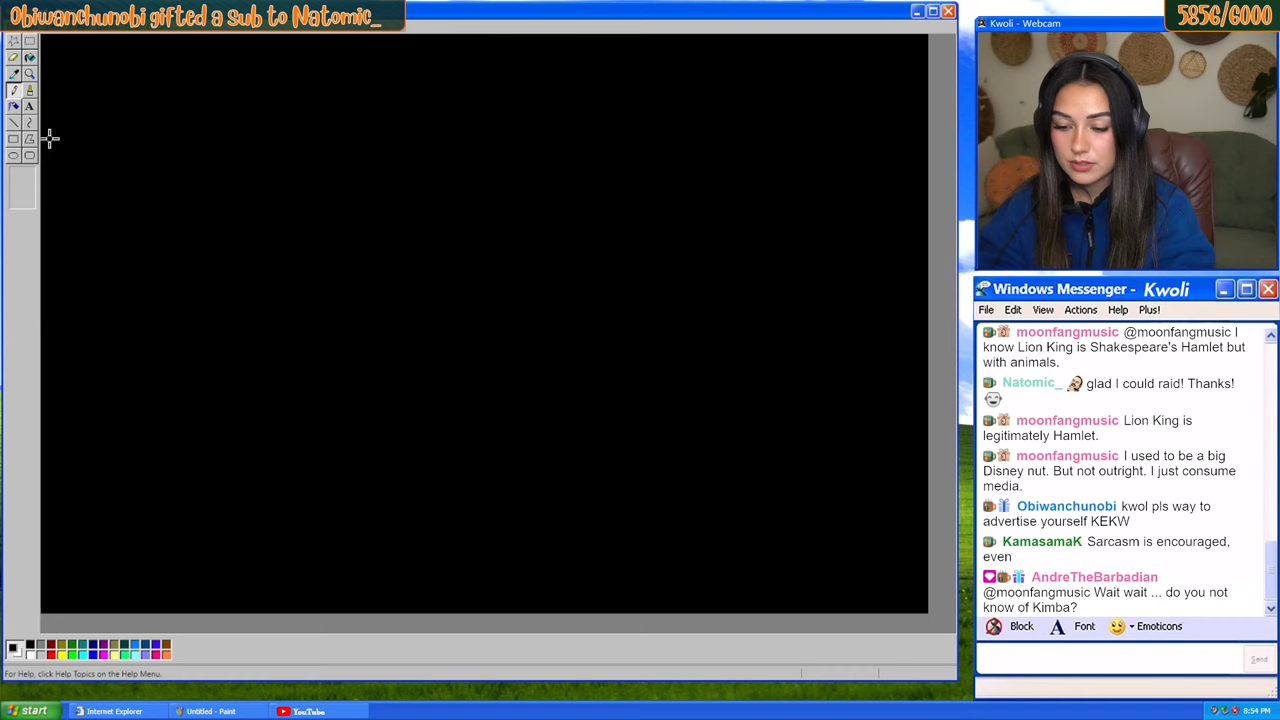 Obiwanchunobi gifted a sub to Natomic_
5856/6000
Kwoli - Webcam
A
For Help, click Help Topics on the Help Menu.
Windows Messenger - Kwoli
File Edit View Actions Help Plus!
moonfangmusic @moonfangmusic I
know Lion King is Shakespeare's Hamlet but
with animals.
Natomic_ glad I could raid! Thanks!
moonfangmusic Lion King is
legitimately Hamlet.
moonfangmusic I used to be a big
Disney nut. But not outright. I just consume
media.
Obiwanchunobi kwol pls way to
advertise yourself KEKW
KamasamaK Sarcasm is encouraged,
even
AndreTheBarbadian
@moonfangmusic Wait wait ... do you not
know of Kimba?
Block A Font Emoticons
Send
start Internet Explorer Untitled - Paint YouTube 8:54 PM